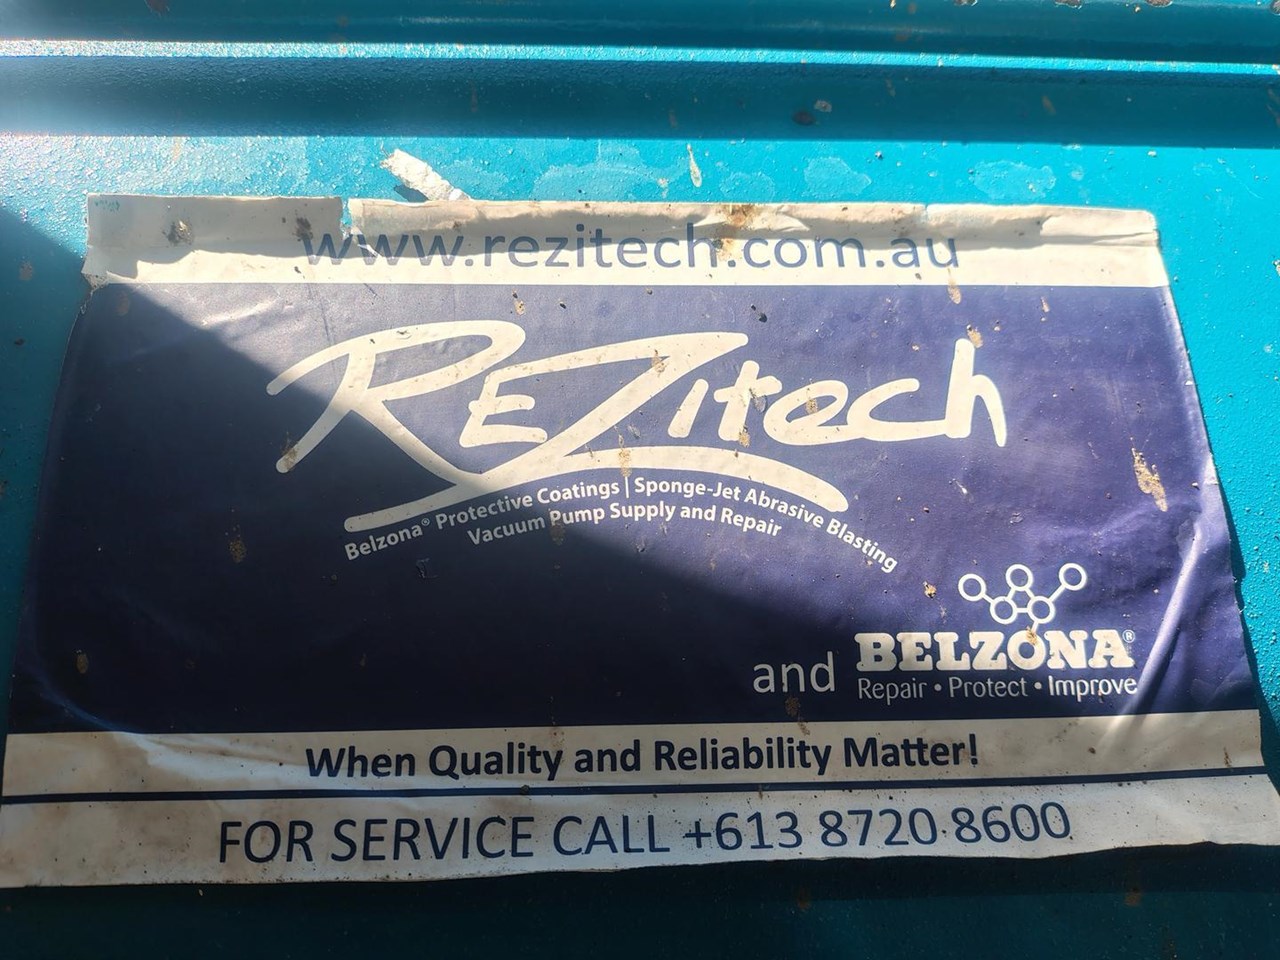 www.rezitech.com.au
REZitech
Belzona® Protective Coatings | Sponge-Jet Abrasive Blasting
Vacuum Pump Supply and Repair
and BELZONA®
Repair • Protect • Improve
When Quality and Reliability Matter!
FOR SERVICE CALL +613 8720 8600